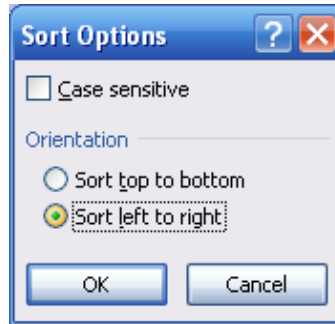 Sort Options
Case sensitive
Orientation
Sort top to bottom
Sort left to right
OK Cancel